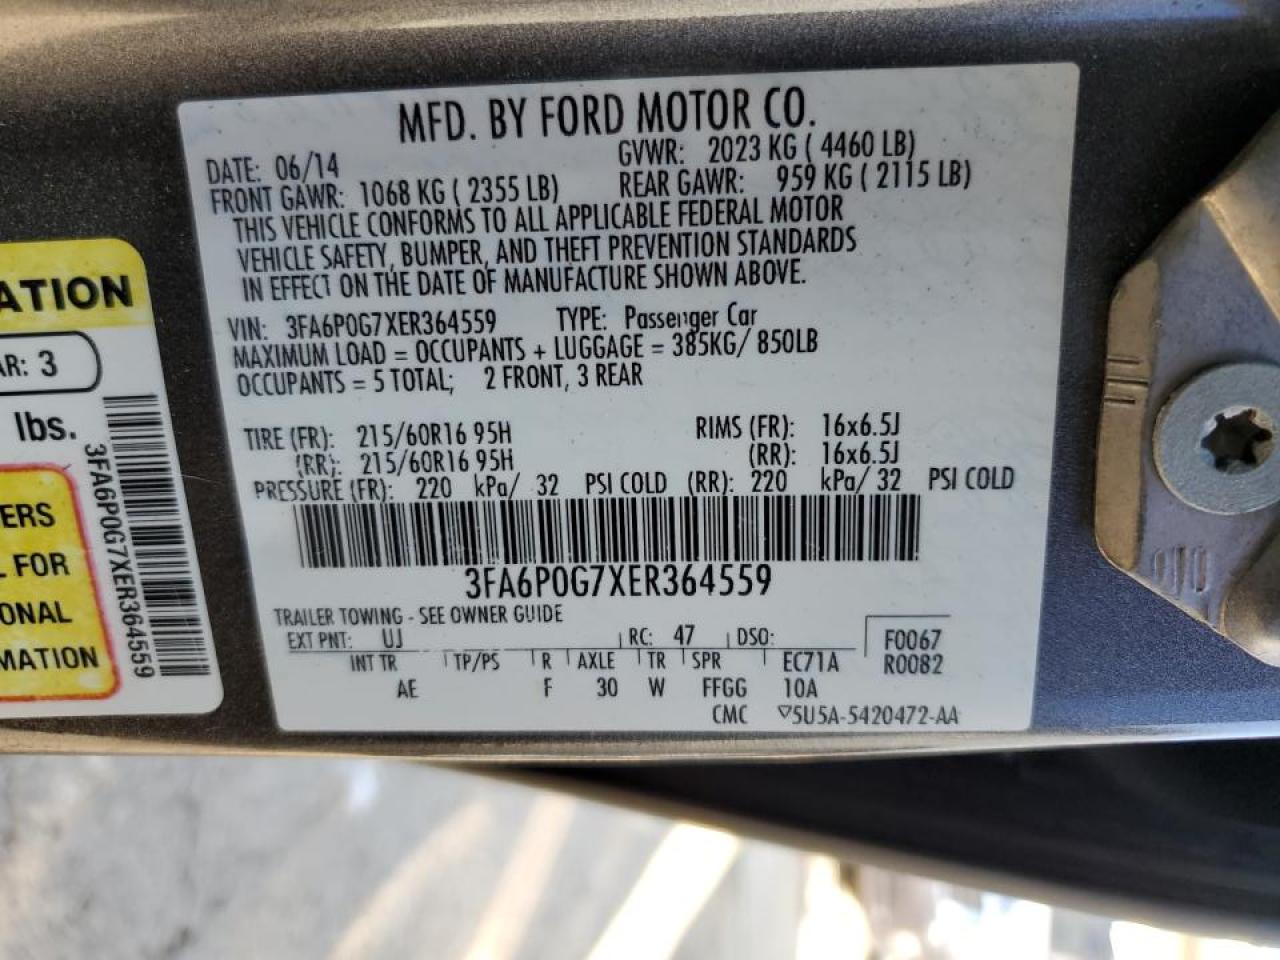 MFD. BY FORD MOTOR CO.
DATE: 06/14
GVWR: 2023 KG ( 4460 LB)
FRONT GAWR: 1068 KG ( 2355 LB)
REAR GAWR: 959 KG ( 2115 LB)
THIS VEHICLE CONFORMS TO ALL APPLICABLE FEDERAL MOTOR
VEHICLE SAFETY, BUMPER, AND THEFT PREVENTION STANDARDS
IN EFFECT ON THE DATE OF MANUFACTURE SHOWN ABOVE.
VIN: 3FA6P0G7XER364559 TYPE: Passenger Car
MAXIMUM LOAD = OCCUPANTS + LUGGAGE = 385KG/ 850LB
OCCUPANTS = 5 TOTAL; 2 FRONT, 3 REAR
TIRE (FR): 215/60R16 95H RIMS (FR): 16x6.5J
(RR): 215/60R16 95H (RR): 16x6.5J
PRESSURE (FR): 220 kPa/ 32 PSI COLD (RR): 220 kPa/ 32 PSI COLD
3FA6P0G7XER364559
TRAILER TOWING - SEE OWNER GUIDE
EXT PNT: UJ RC: 47 DSO: F0067
R0082
INT TR TP/PS R AXLE TR SPR EC71A
AE F 30 W FFGG 10A
CMC ▽5U5A-5420472-AA
ATION
AR: 3
lbs.
3FA6P0G7XER364559
ERS
L FOR
ONAL
MATION